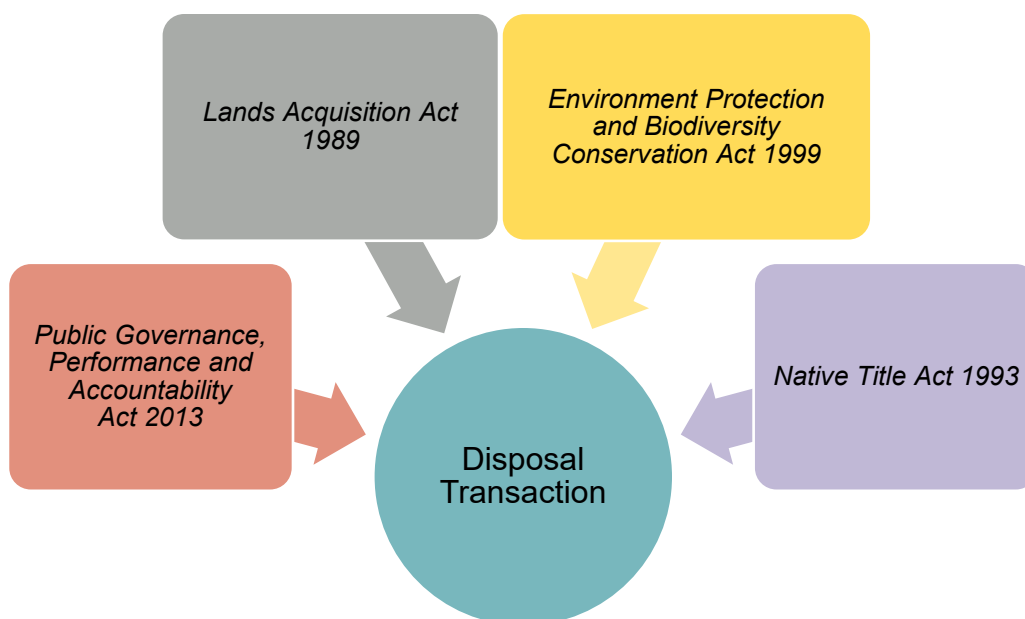 Lands Acquisition Act
1989
Environment Protection
and Biodiversity
Conservation Act 1999
Public Governance,
Performance and
Accountability
Act 2013
Native Title Act 1993
Disposal
Transaction